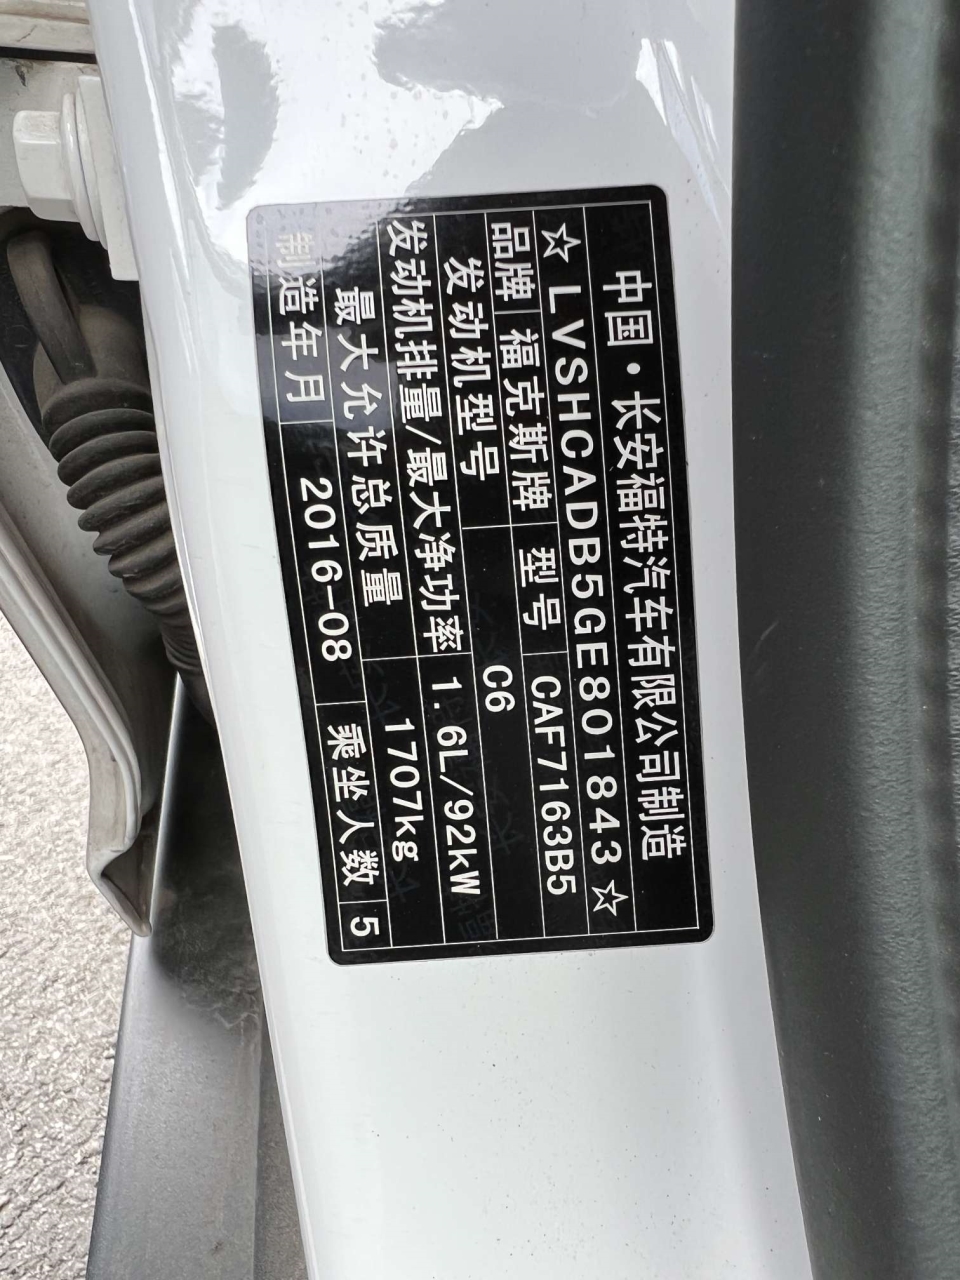 中国·长安福特汽车有限公司制造
☆LVSHCADB5GE801843☆
品牌 福克斯牌 型号 CAF7163B5
发动机型号 C6
发动机排量/最大净功率 1.6L/92kW
最大允许总质量 1707kg
制造年月 2016-08 乘坐人数 5